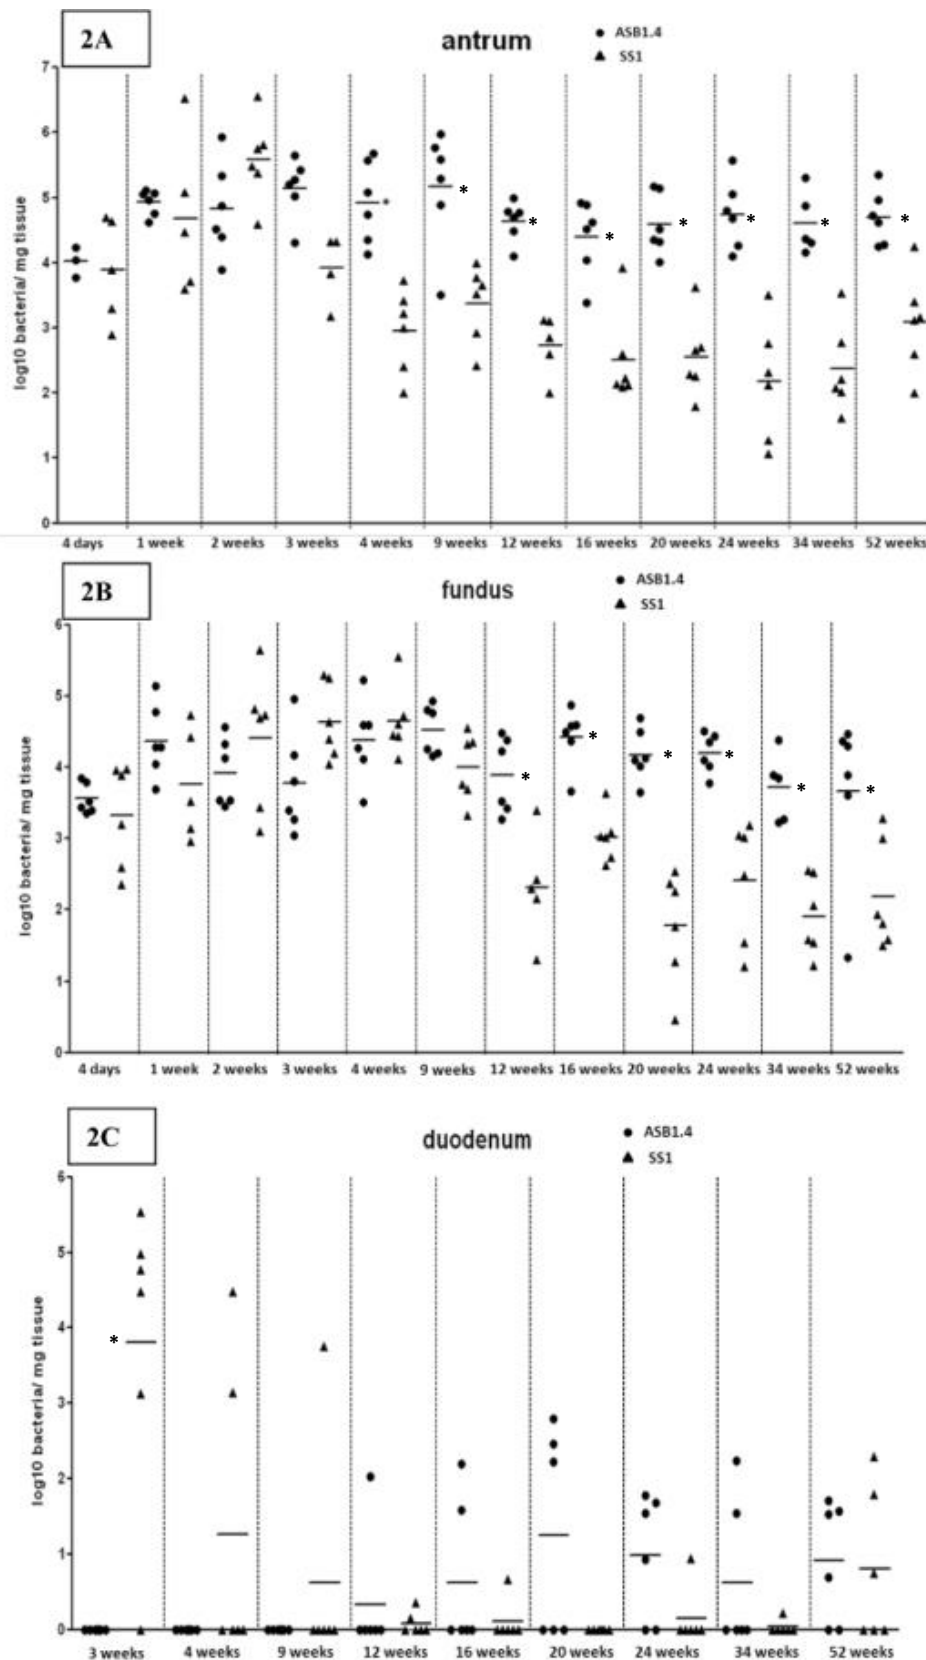 2A
antrum
ASB1.4
SS1
log10 bacteria/ mg tissue
7
6
5
4
3
2
1
0
* * * * * * * *
4 days 1 week 2 weeks 3 weeks 4 weeks 9 weeks 12 weeks 16 weeks 20 weeks 24 weeks 34 weeks 52 weeks
2B
fundus
ASB1.4
SS1
log10 bacteria/ mg tissue
6
5
4
3
2
1
0
* * * * * *
4 days 1 week 2 weeks 3 weeks 4 weeks 9 weeks 12 weeks 16 weeks 20 weeks 24 weeks 34 weeks 52 weeks
2C
duodenum
ASB1.4
SS1
log10 bacteria/ mg tissue
6
5
4
3
2
1
0
*
3 weeks 4 weeks 9 weeks 12 weeks 16 weeks 20 weeks 24 weeks 34 weeks 52 weeks